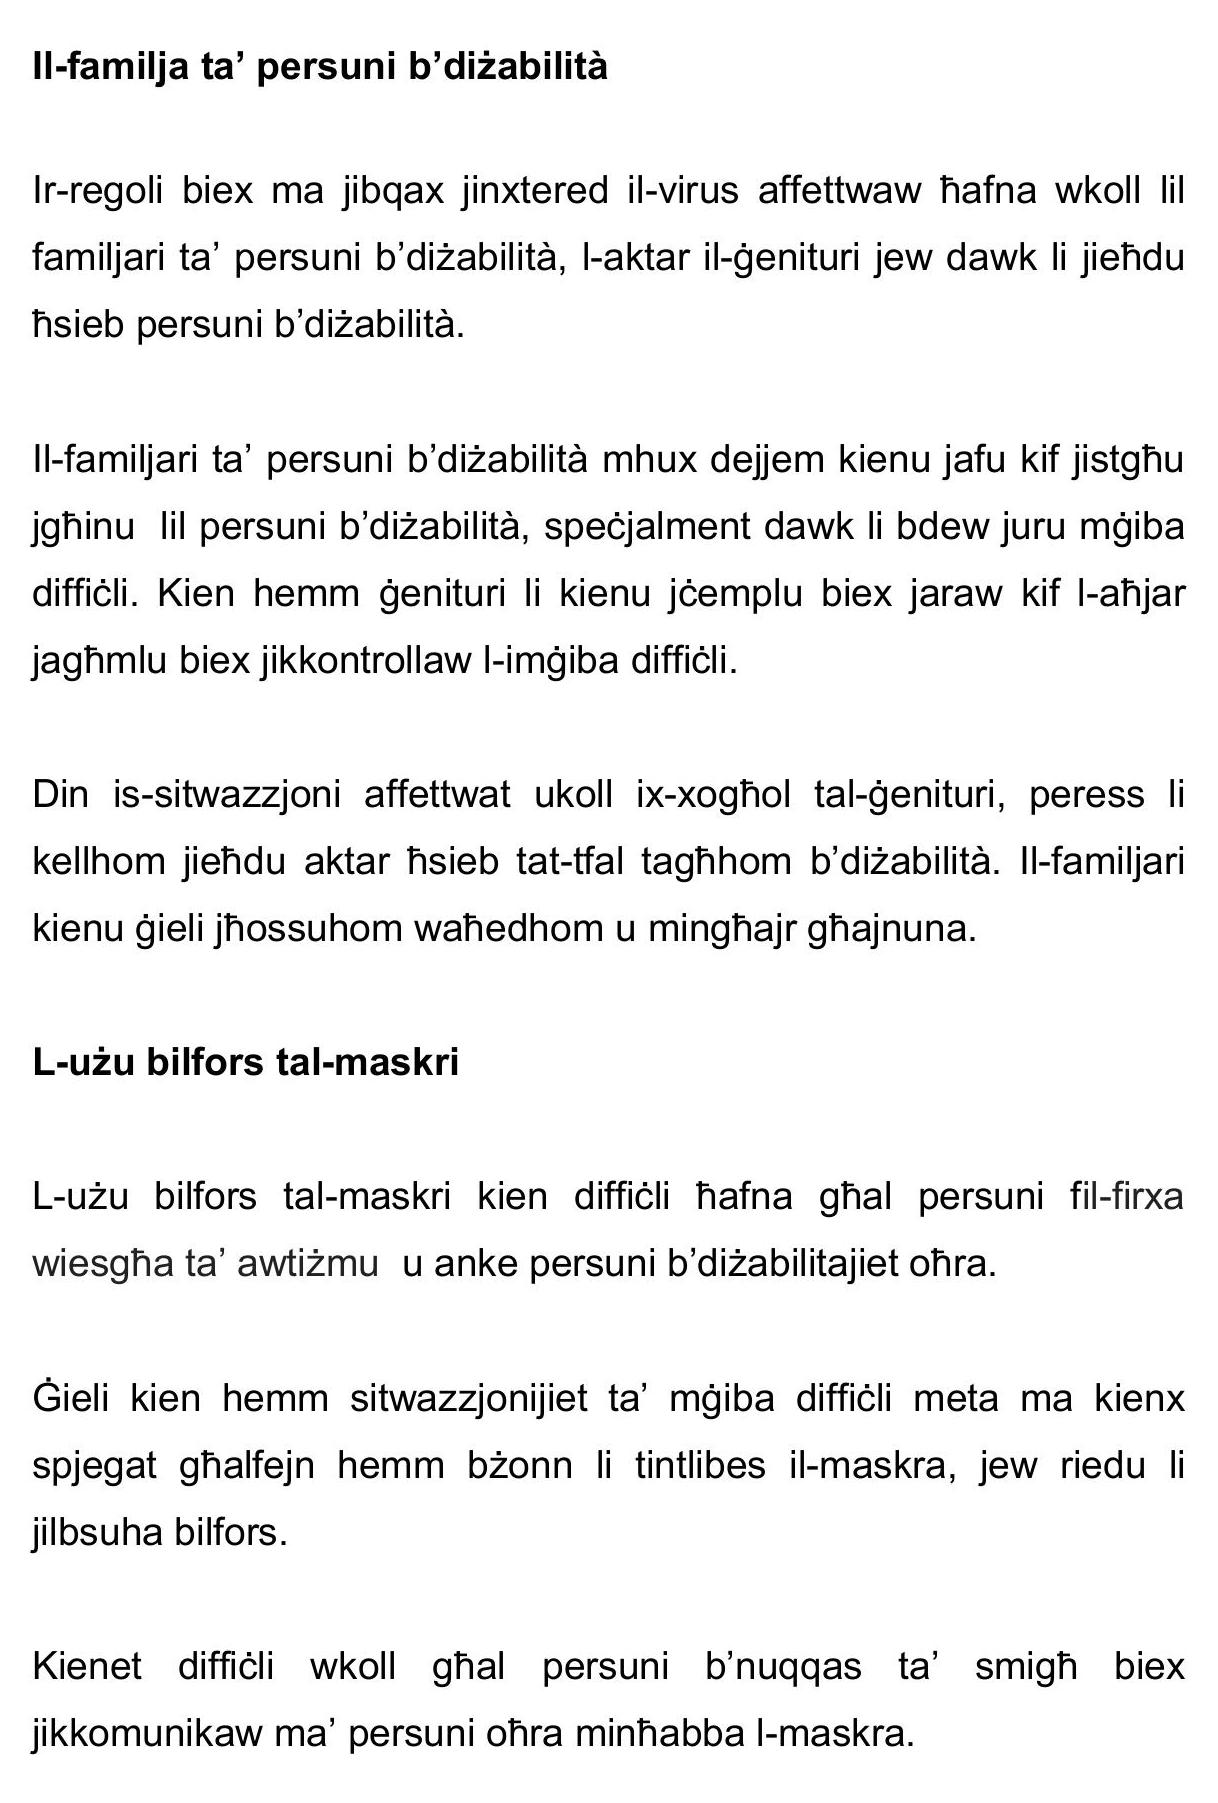 Il-familja ta’ persuni b’diżabilità
Ir-regoli biex ma jibqax jinxtered il-virus affettwaw ħafna wkoll lil
familjari ta’ persuni b’diżabilità, l-aktar il-ġenituri jew dawk li jieħdu
ħsieb persuni b’diżabilità.
Il-familjari ta’ persuni b’diżabilità mhux dejjem kienu jafu kif jistgħu
jgħinu  lil persuni b’diżabilità, speċjalment dawk li bdew juru mġiba
diffiċli. Kien hemm ġenituri li kienu jċemplu biex jaraw kif l-aħjar
jagħmlu biex jikkontrollaw l-imġiba diffiċli.
Din is-sitwazzjoni affettwat ukoll ix-xogħol tal-ġenituri, peress li
kellhom jieħdu aktar ħsieb tat-tfal tagħhom b’diżabilità. Il-familjari
kienu ġieli jħossuhom waħedhom u mingħajr għajnuna.
L-użu bilfors tal-maskri
L-użu bilfors tal-maskri kien diffiċli ħafna għal persuni fil-firxa
wiesgħa ta’ awtiżmu  u anke persuni b’diżabilitajiet oħra.
Ġieli kien hemm sitwazzjonijiet ta’ mġiba diffiċli meta ma kienx
spjegat għalfejn hemm bżonn li tintlibes il-maskra, jew riedu li
jilbsuha bilfors.
Kienet diffiċli wkoll għal persuni b’nuqqas ta’ smigħ biex
jikkomunikaw ma’ persuni oħra minħabba l-maskra.